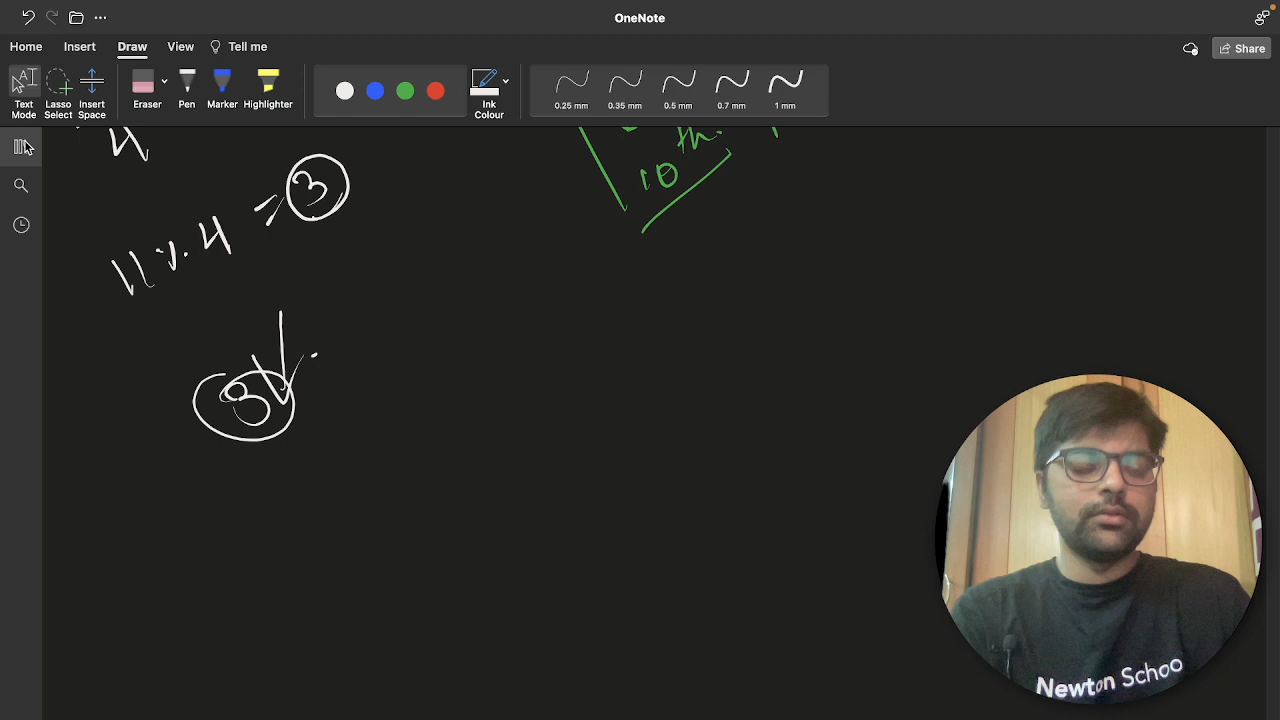 OneNote
Home Insert Draw View Tell me
Share
Text Mode
Lasso Select
Insert Space
Eraser
Pen
Marker
Highlighter
Ink Colour
0.25 mm
0.35 mm
0.5 mm
0.7 mm
1 mm
4
th.
10
11 % 4 = 3
3
Newton Schoo